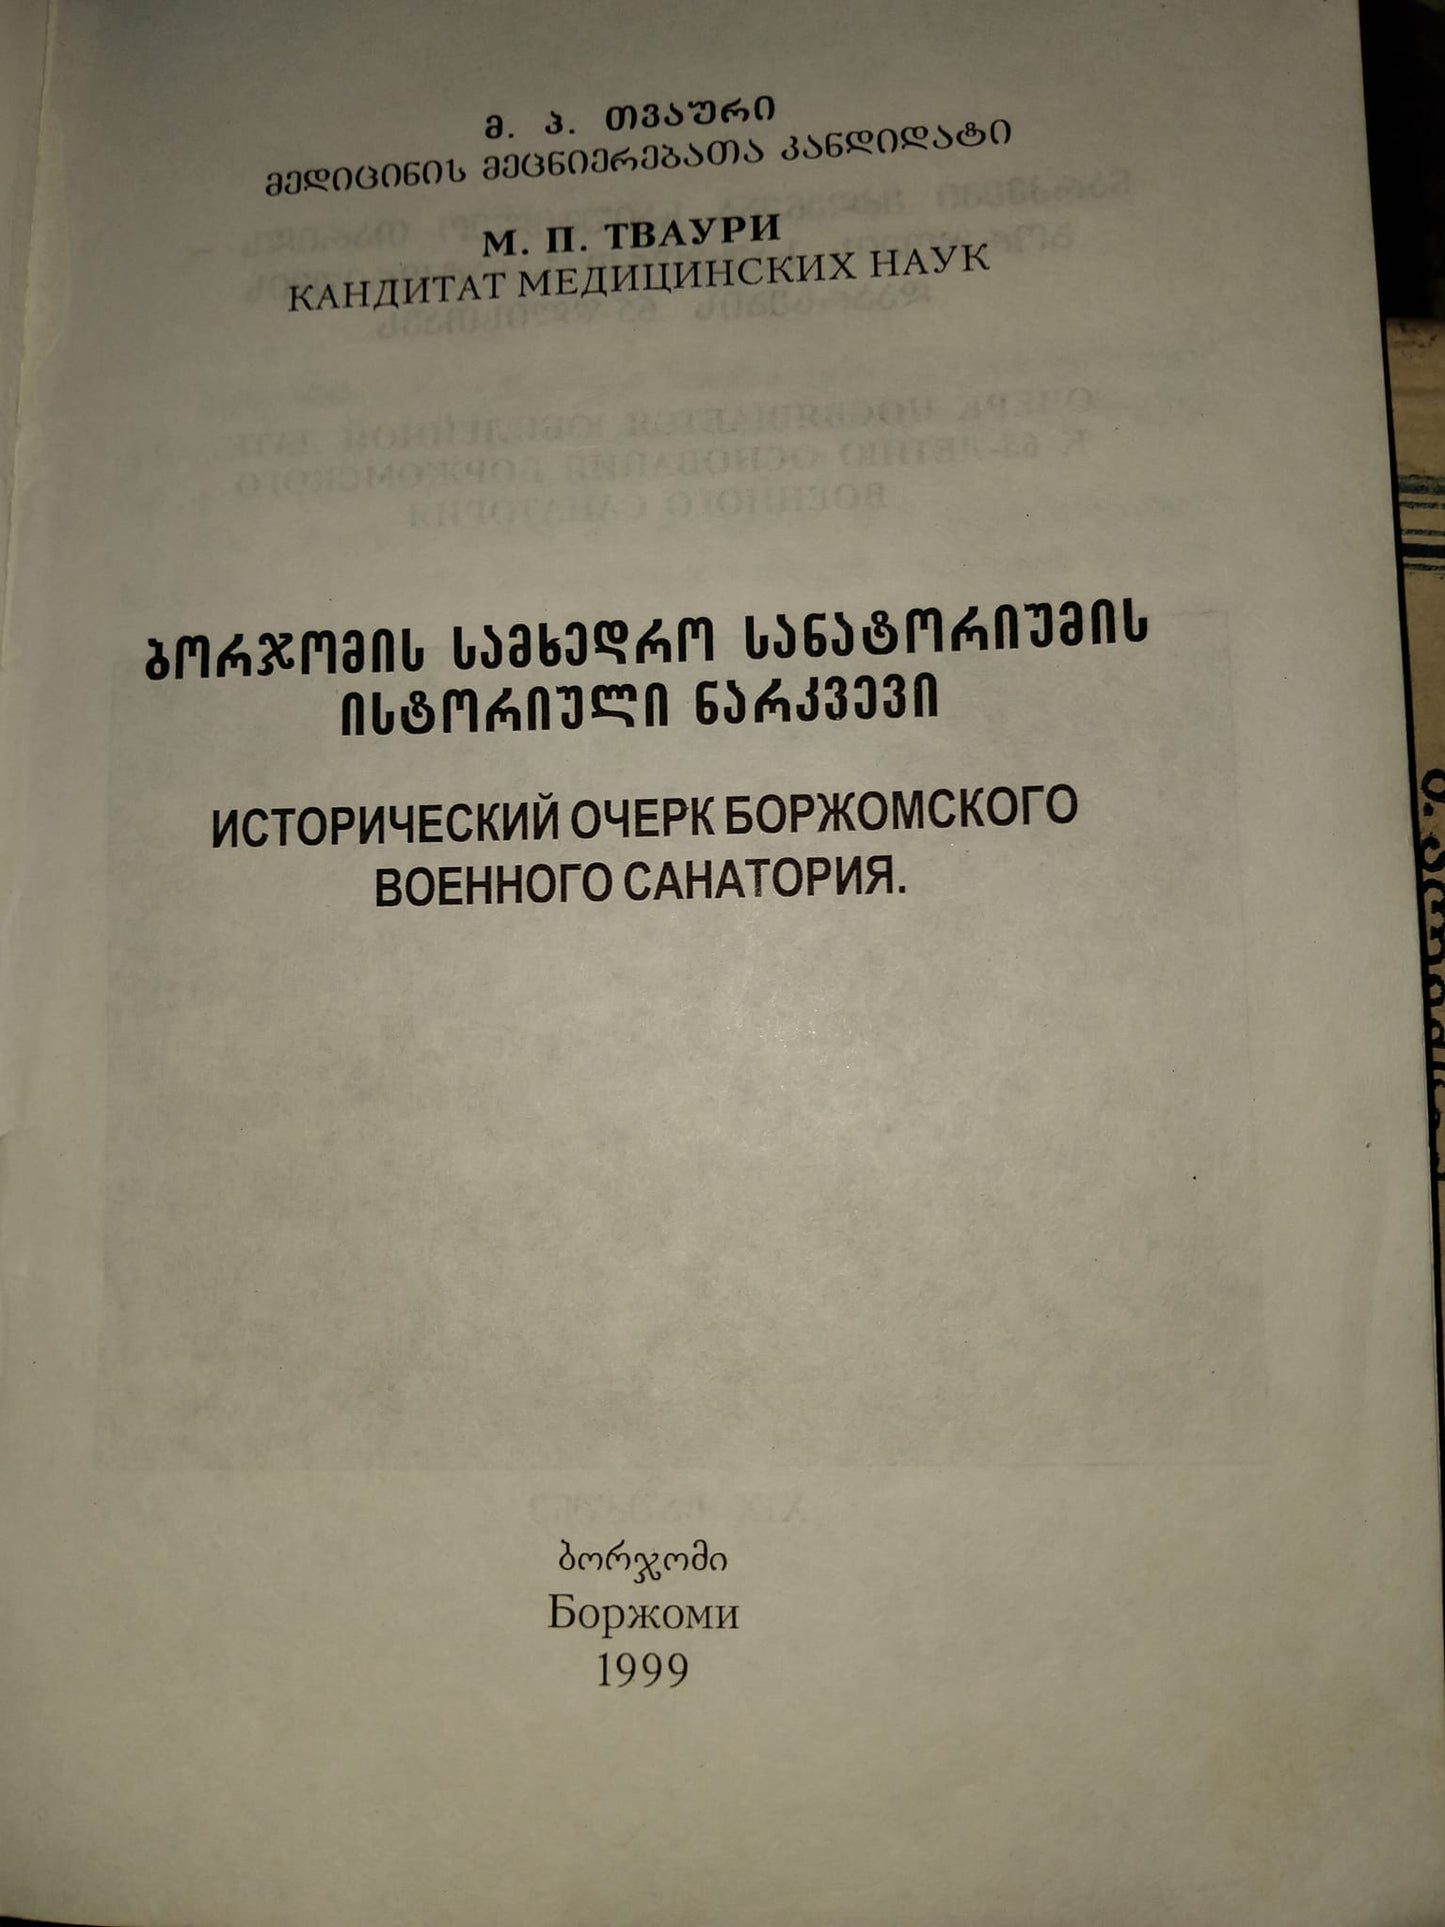 მ. პ. თვაური
მედიცინის მეცნიერებათა კანდიდატი
М. П. ТВАУРИ
КАНДИТАТ МЕДИЦИНСКИХ НАУК
ბორჯომის სამხედრო სანატორიუმის
ისტორიული ნარკვევი
ИСТОРИЧЕСКИЙ ОЧЕРК БОРЖОМСКОГО
ВОЕННОГО САНАТОРИЯ.
ბორჯომი
Боржоми
1999